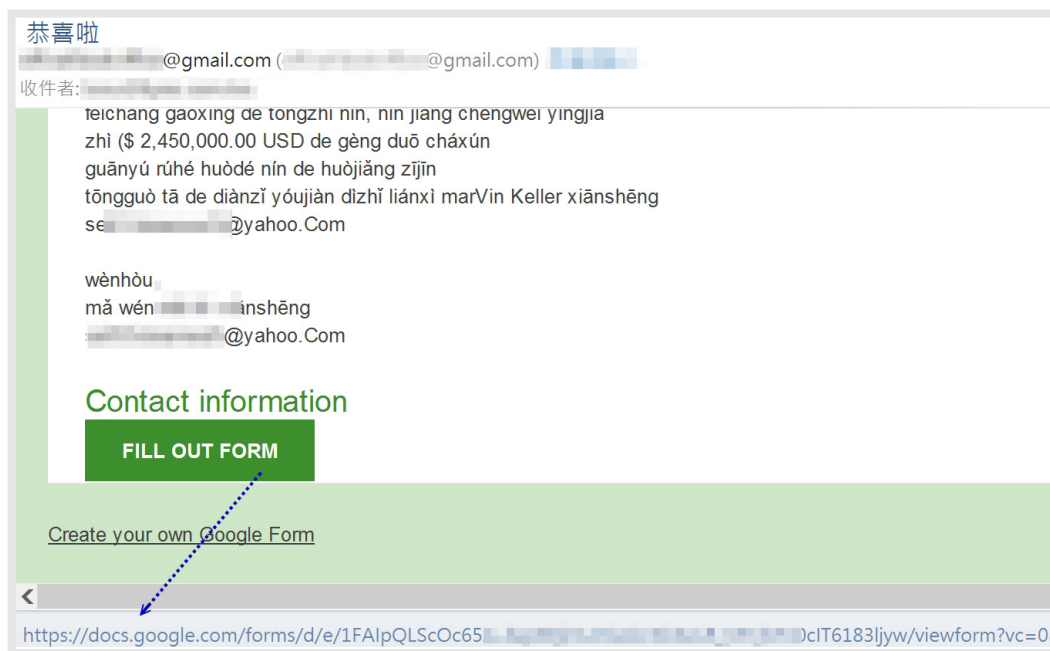 恭喜啦
@gmail.com ( @gmail.com)
收件者:
fēicháng gāoxìng de tōngzhī nín, nín jiāng chéngwéi yíngjiā
zhì ($ 2,450,000.00 USD de gèng duō cháxún
guānyú rúhé huòdé nín de huòjiǎng zījīn
tōngguò tā de diànzǐ yóujiàn dìzhǐ liánxì marVin Keller xiānshēng
se @yahoo.Com
wènhòu
mǎ wén ānshēng
@yahoo.Com
Contact information
FILL OUT FORM
Create your own Google Form
https://docs.google.com/forms/d/e/1FAIpQLScOc65 0cIT6183ljyw/viewform?vc=0